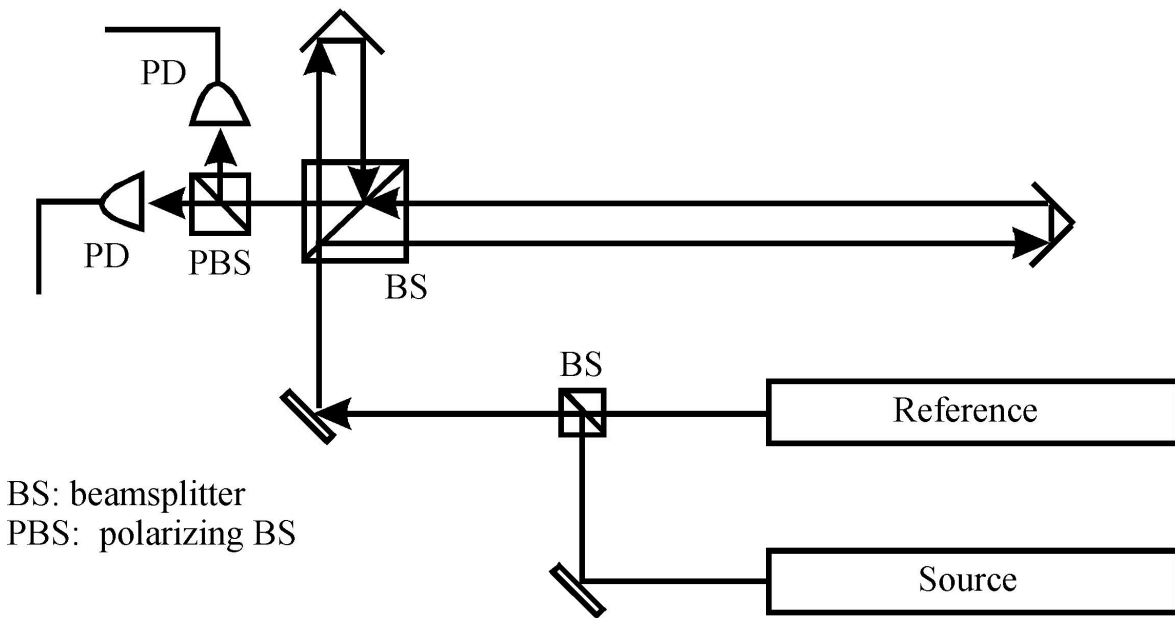 PD
PD
PBS
BS
BS
Reference
BS: beamsplitter
PBS: polarizing BS
Source